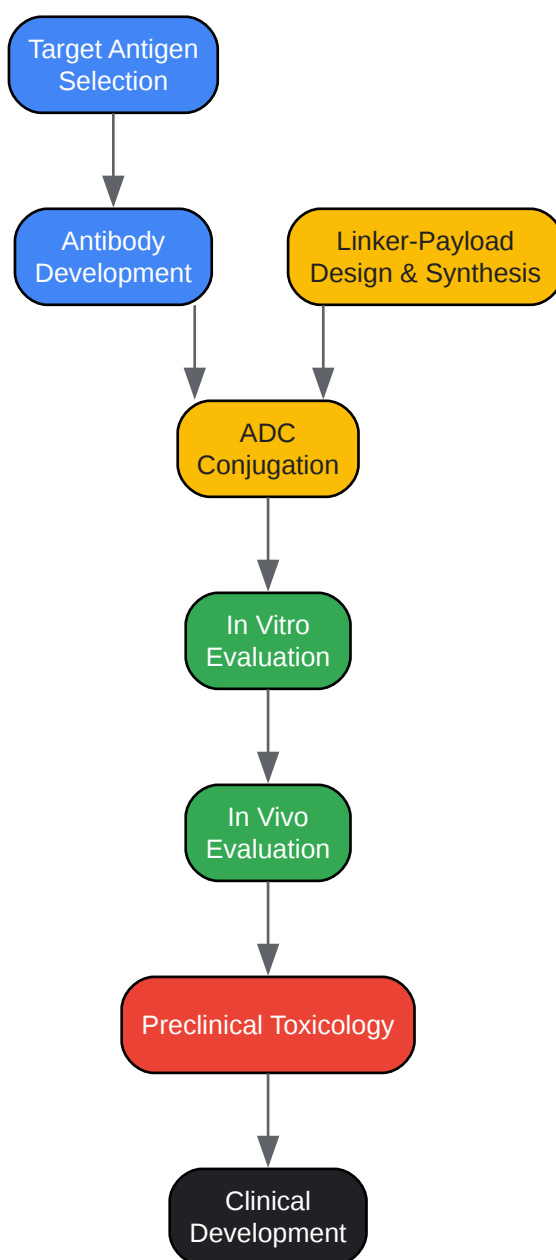 Target Antigen
Selection
Antibody
Development
Linker-Payload
Design & Synthesis
ADC
Conjugation
In Vitro
Evaluation
In Vivo
Evaluation
Preclinical Toxicology
Clinical
Development